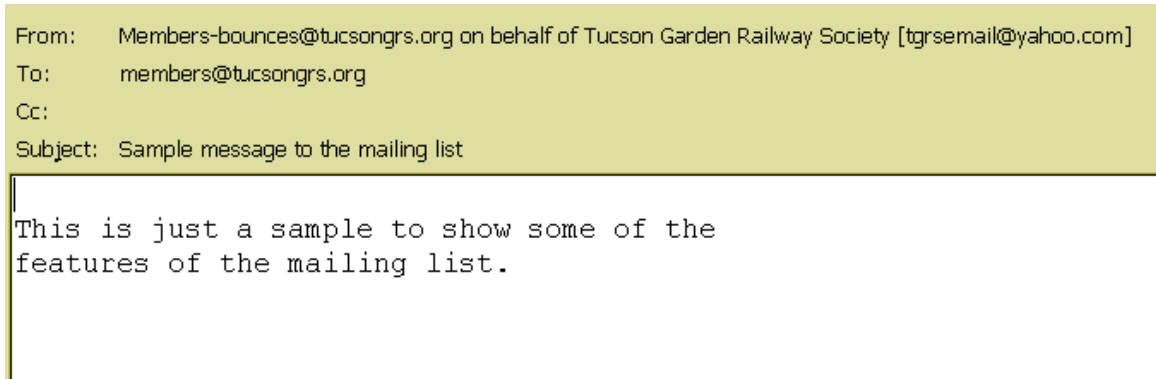 From: Members-bounces@tucsongrs.org on behalf of Tucson Garden Railway Society [tgrsemail@yahoo.com]
To: members@tucsongrs.org
Cc:
Subject: Sample message to the mailing list
This is just a sample to show some of the
features of the mailing list.